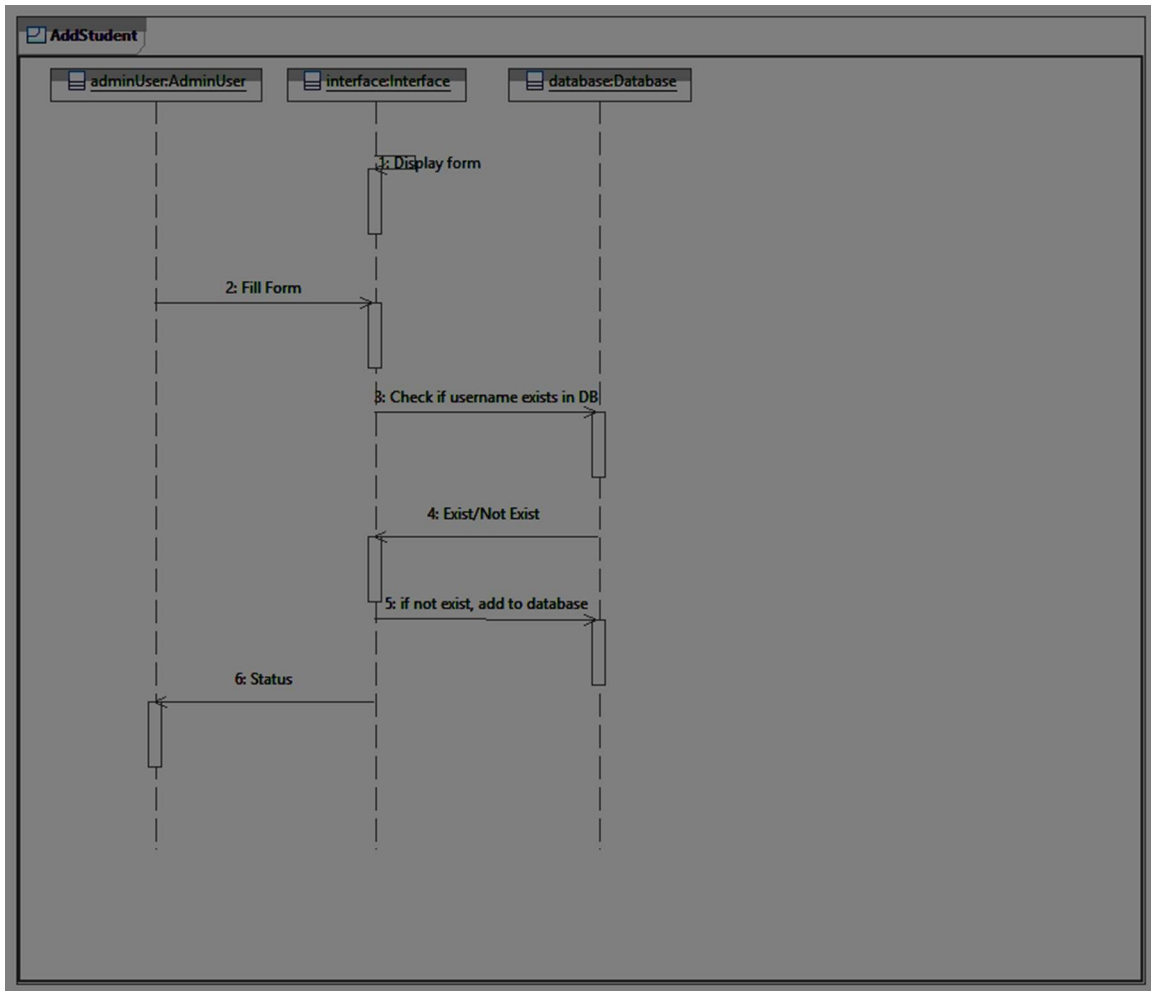 AddStudent
adminUser:AdminUser
interface:Interface
database:Database
1: Display form
2: Fill Form
3: Check if username exists in DB
4: Exist/Not Exist
5: if not exist, add to database
6: Status